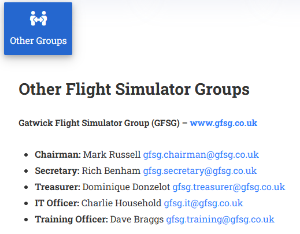 Other Groups
Other Flight Simulator Groups
Gatwick Flight Simulator Group (GFSG) – www.gfsg.co.uk
Chairman: Mark Russell gfsg.chairman@gfsg.co.uk
Secretary: Rich Benham gfsg.secretary@gfsg.co.uk
Treasurer: Dominique Donzelot gfsg.treasurer@gfsg.co.uk
IT Officer: Charlie Household gfsg.it@gfsg.co.uk
Training Officer: Dave Braggs gfsg.training@gfsg.co.uk